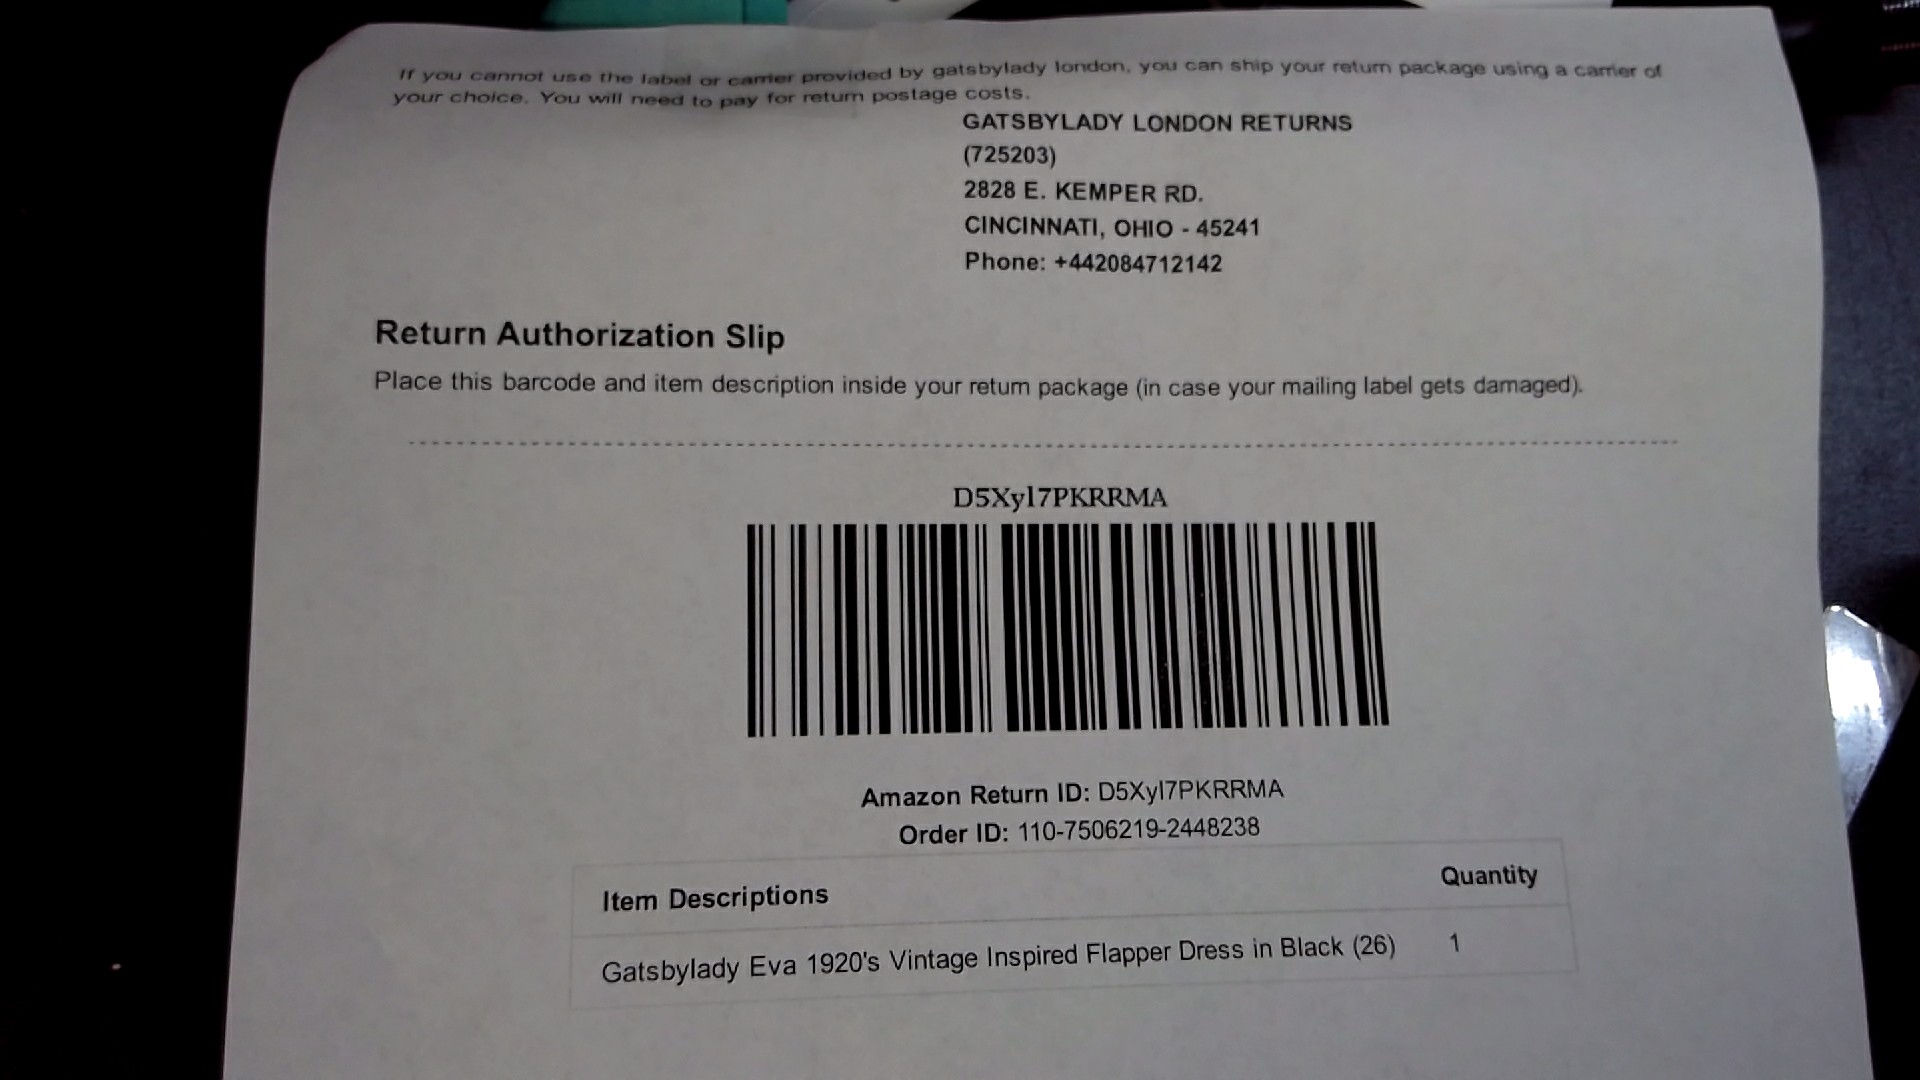 If you cannot use the label or carrier provided by gatsbylady london, you can ship your return package using a carrier of
your choice. You will need to pay for return postage costs.
GATSBYLADY LONDON RETURNS
(725203)
2828 E. KEMPER RD.
CINCINNATI, OHIO - 45241
Phone: +442084712142
Return Authorization Slip
Place this barcode and item description inside your return package (in case your mailing label gets damaged).
D5Xyl7PKRRMA
Amazon Return ID: D5Xyl7PKRRMA
Order ID: 110-7506219-2448238
Item Descriptions Quantity
Gatsbylady Eva 1920's Vintage Inspired Flapper Dress in Black (26) 1